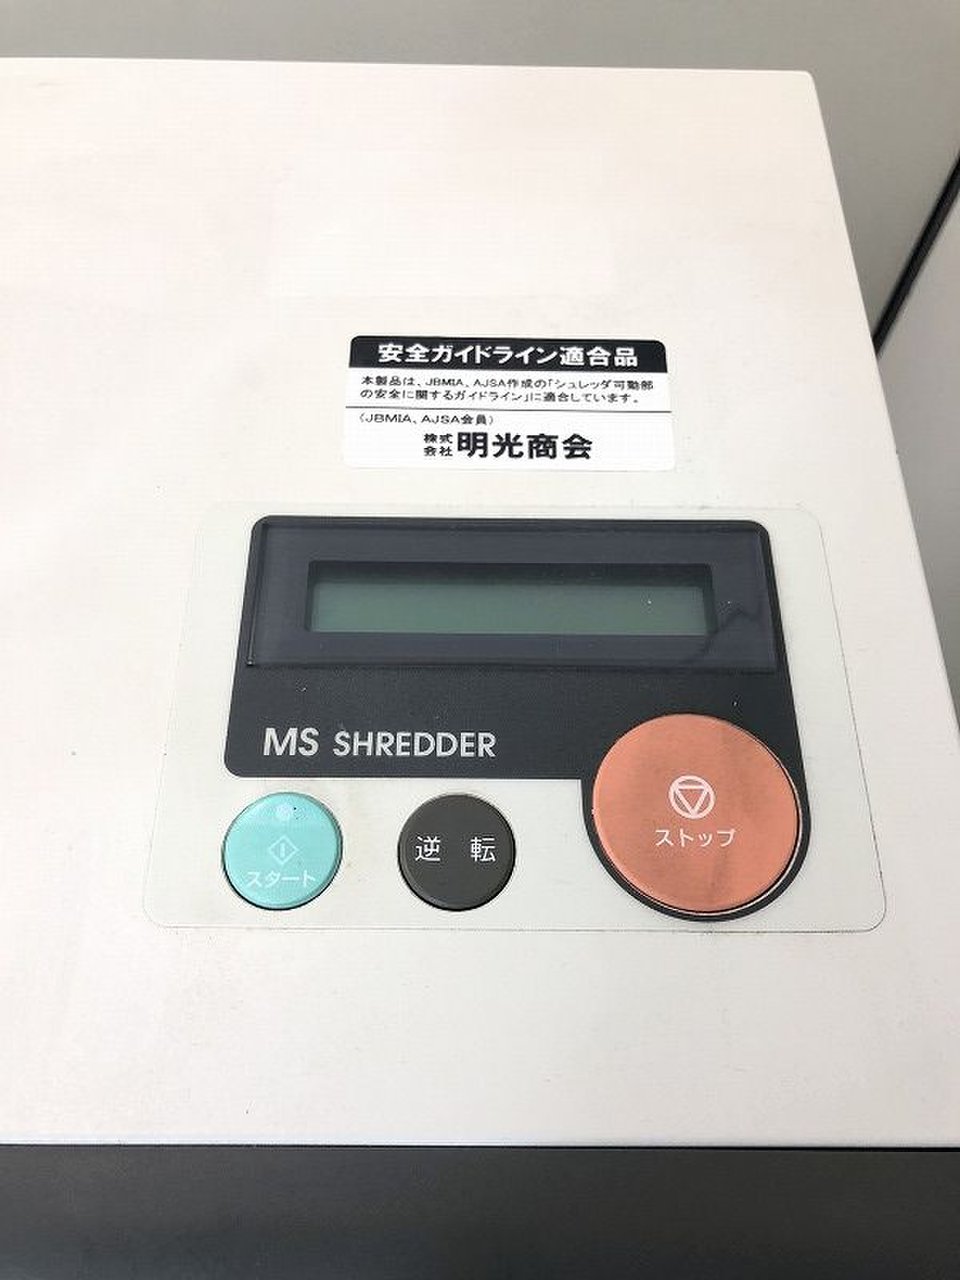 安全ガイドライン適合品
本製品は、JBMIA、AJSA作成の「シュレッダ可動部
の安全に関するガイドライン」に適合しています。
(JBMIA、AJSA会員)
株式会社 明光商会
MS SHREDDER
スタート
逆 転
ストップ